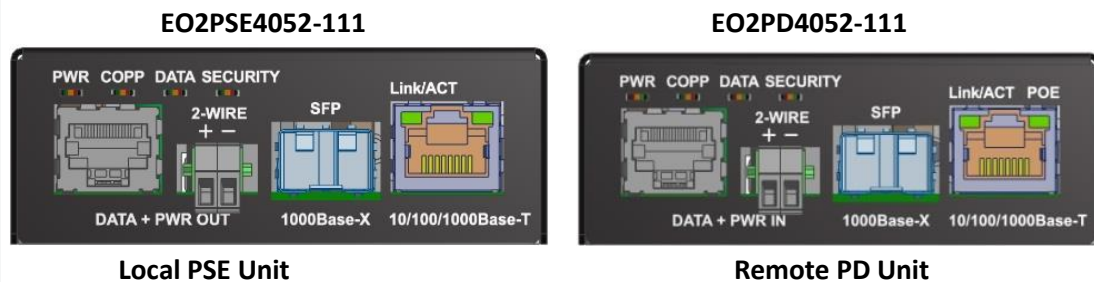 EO2PSE4052-111
EO2PD4052-111
PWR COPP DATA SECURITY
2-WIRE
+ −
SFP
Link/ACT
DATA + PWR OUT
1000Base-X
10/100/1000Base-T
PWR COPP DATA SECURITY
2-WIRE
+ −
SFP
Link/ACT POE
DATA + PWR IN
1000Base-X
10/100/1000Base-T
Local PSE Unit
Remote PD Unit